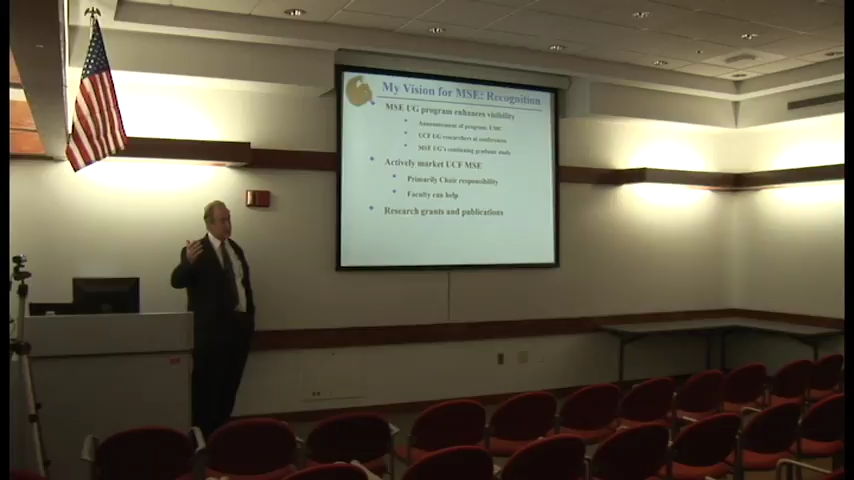 My Vision for MSE: Recognition
MSE UG program enhances visibility
Announcement of program, USIC
UCF UG researchers at conferences
MSE UG's continuing graduate study
Actively market UCF MSE
Primarily Chair responsibility
Faculty can help
Research grants and publications